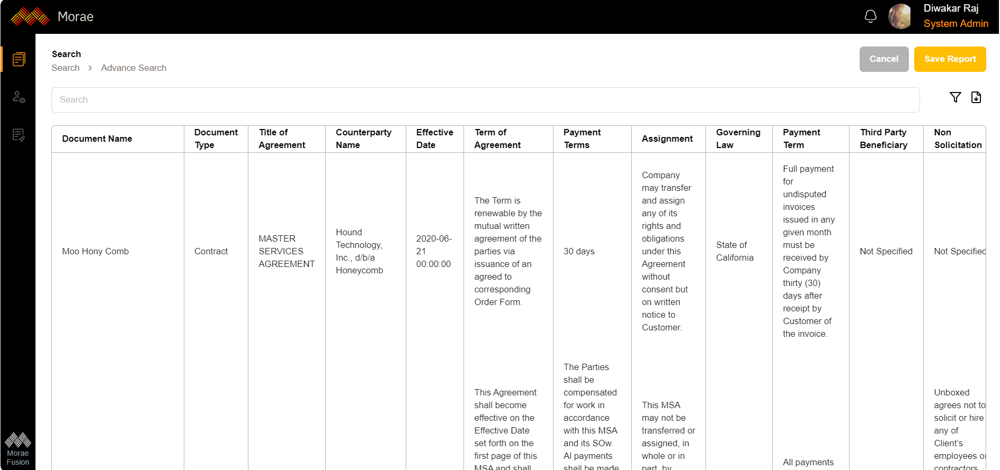 Morae
Diwakar Raj
System Admin
Search
Search > Advance Search
Cancel
Save Report
Search
Document Name
Document
Type
Title of
Agreement
Counterparty
Name
Effective
Date
Term of
Agreement
Payment
Terms
Assignment
Governing
Law
Payment
Term
Third Party
Beneficiary
Non
Solicitation
Moo Hony Comb
Contract
MASTER
SERVICES
AGREEMENT
Hound
Technology,
Inc., d/b/a
Honeycomb
2020-06-
21
00:00:00
The Term is
renewable by the
mutual written
agreement of the
parties via
issuance of an
agreed to
corresponding
Order Form.
30 days
Company
may transfer
and assign
any of its
rights and
obligations
under this
Agreement
without
consent but
on written
notice to
Customer.
State of
California
Full payment
for
undisputed
invoices
issued in any
given month
must be
received by
Company
thirty (30)
days after
receipt by
Customer of
the invoice.
Not Specified
Not Specified
This Agreement
shall become
effective on the
Effective Date
set forth on the
first page of this
MSA and shall
The Parties
shall be
compensated
for work in
accordance
with this MSA
and its SOw.
Al payments
shall be made
This MSA
may not be
transferred or
assigned, in
whole or in
part, by
All payments
Unboxed
agrees not to
solicit or hire
any of
Client’s
employees or
contractors
Morae
Fusion